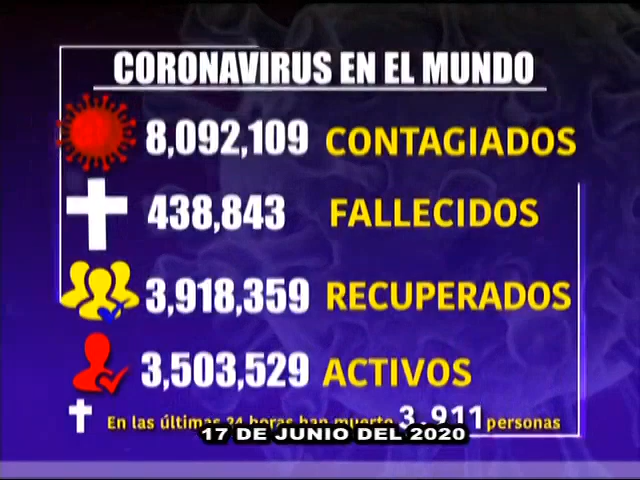 CORONAVIRUS EN EL MUNDO
8,092,109 CONTAGIADOS
438,843 FALLECIDOS
3,918,359 RECUPERADOS
3,503,529 ACTIVOS
En las últimas 24 horas han muerto 3,911 personas
17 DE JUNIO DEL 2020